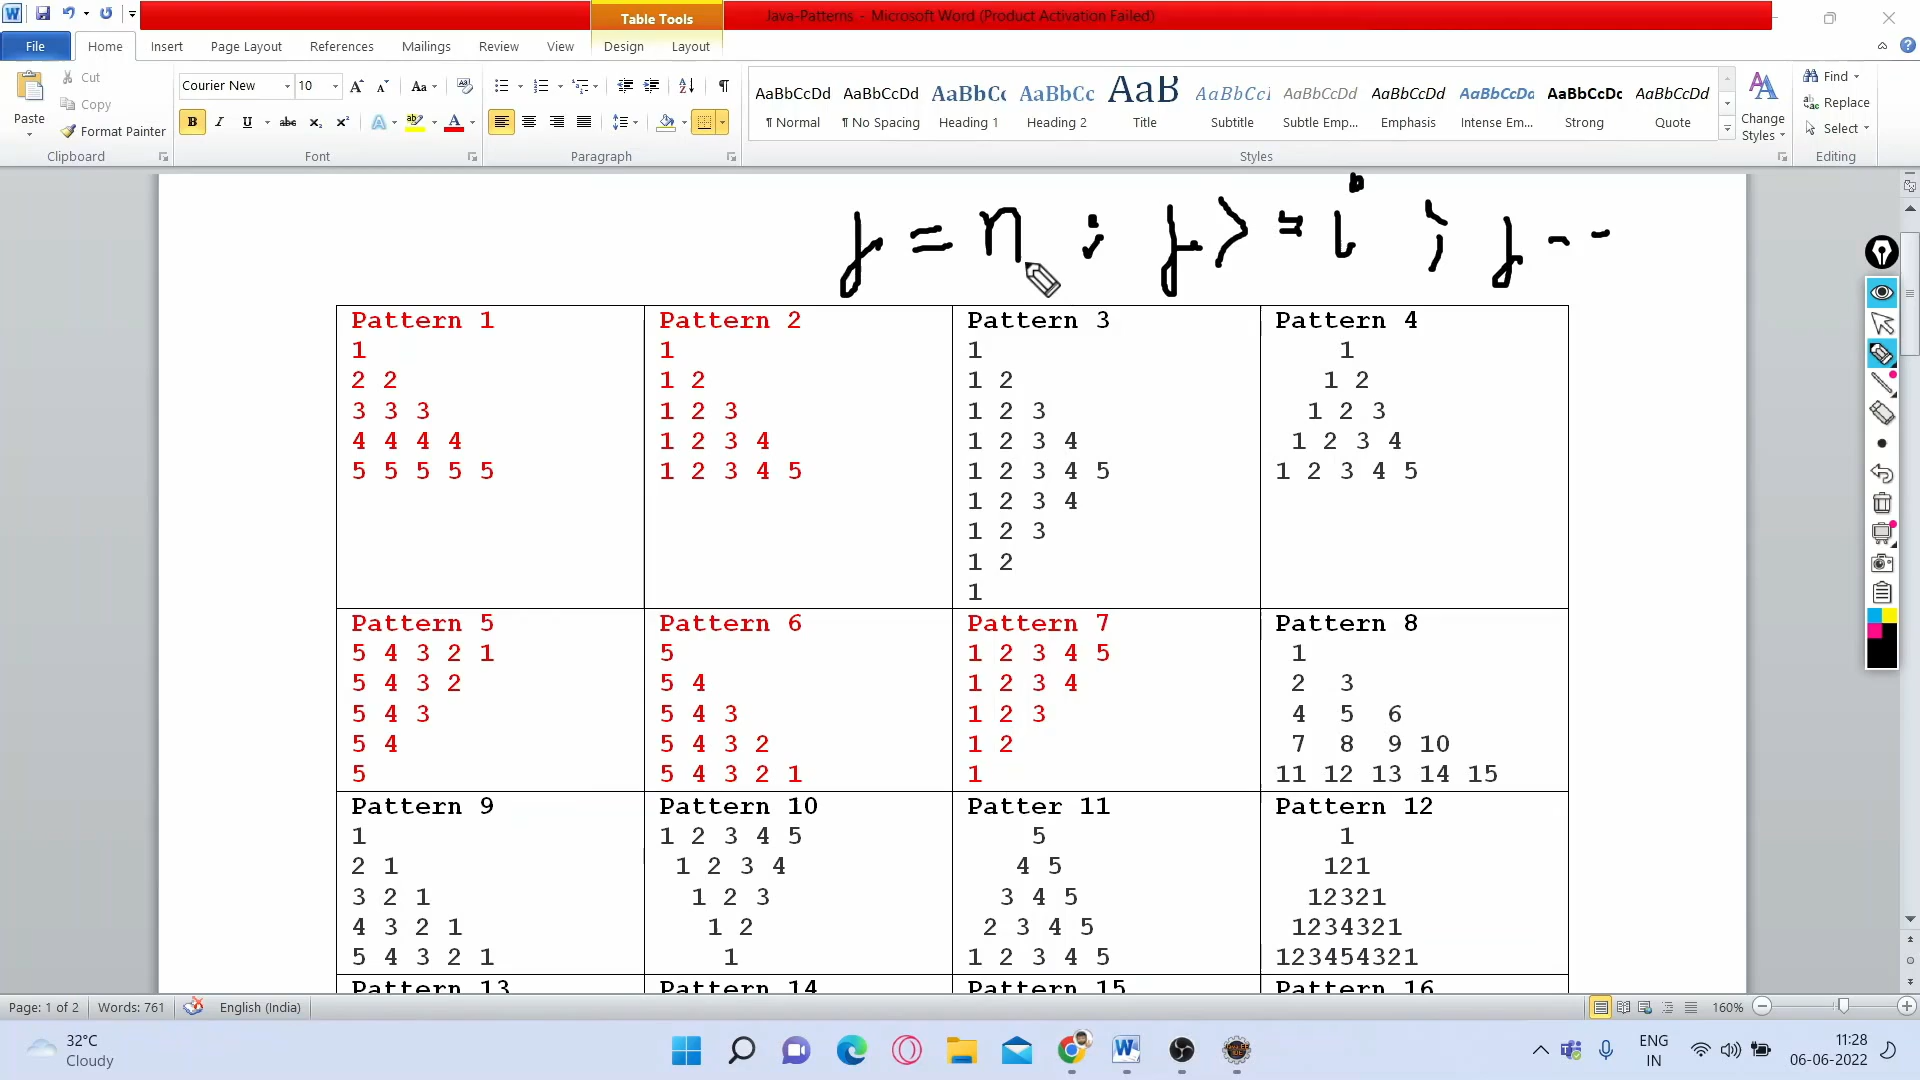 Java-Patterns - Microsoft Word (Product Activation Failed)
Table Tools
File Home Insert Page Layout References Mailings Review View Design Layout
Paste
Cut
Copy
Format Painter
Clipboard
Courier New 10
Font
Paragraph
AaBbCcDd AaBbCcDd AaBbCc AaBbCc AaB AaBbCcI AaBbCcDd AaBbCcDd AaBbCcDd AaBbCcDc AaBbCcDd
¶ Normal ¶ No Spacing Heading 1 Heading 2 Title Subtitle Subtle Emp... Emphasis Intense Em... Strong Quote
Styles
Change Styles
Find
Replace
Select
Editing
j = n ; j > = i ; j - -
Pattern 1
1
2 2
3 3 3
4 4 4 4
5 5 5 5 5
Pattern 2
1
1 2
1 2 3
1 2 3 4
1 2 3 4 5
Pattern 3
1
1 2
1 2 3
1 2 3 4
1 2 3 4 5
1 2 3 4
1 2 3
1 2
1
Pattern 4
1
1 2
1 2 3
1 2 3 4
1 2 3 4 5
Pattern 5
5 4 3 2 1
5 4 3 2
5 4 3
5 4
5
Pattern 6
5
5 4
5 4 3
5 4 3 2
5 4 3 2 1
Pattern 7
1 2 3 4 5
1 2 3 4
1 2 3
1 2
1
Pattern 8
1
2 3
4 5 6
7 8 9 10
11 12 13 14 15
Pattern 9
1
2 1
3 2 1
4 3 2 1
5 4 3 2 1
Pattern 10
1 2 3 4 5
1 2 3 4
1 2 3
1 2
1
Patter 11
5
4 5
3 4 5
2 3 4 5
1 2 3 4 5
Pattern 12
1
121
12321
1234321
123454321
Pattern 13 Pattern 14 Pattern 15 Pattern 16
Page: 1 of 2 Words: 761 English (India) 160%
32°C
Cloudy
ENG
IN
11:28
06-06-2022